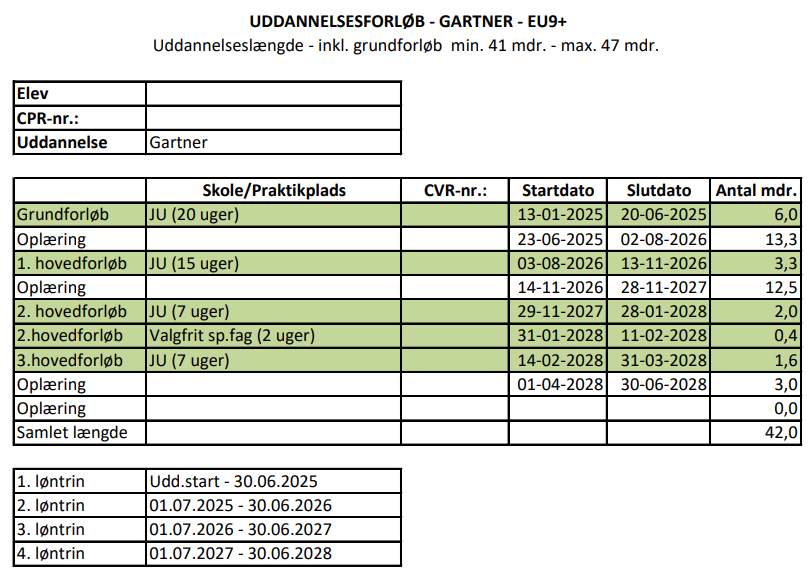 UDDANNELSESFORLØB - GARTNER - EU9+
Uddannelseslængde - inkl. grundforløb  min. 41 mdr. - max. 47 mdr.
Elev
CPR-nr.:
Uddannelse Gartner
Skole/Praktikplads CVR-nr.: Startdato Slutdato Antal mdr.
Grundforløb JU (20 uger) 13-01-2025 20-06-2025 6,0
Oplæring 23-06-2025 02-08-2026 13,3
1. hovedforløb JU (15 uger) 03-08-2026 13-11-2026 3,3
Oplæring 14-11-2026 28-11-2027 12,5
2. hovedforløb JU (7 uger) 29-11-2027 28-01-2028 2,0
2.hovedforløb Valgfrit sp.fag (2 uger) 31-01-2028 11-02-2028 0,4
3.hovedforløb JU (7 uger) 14-02-2028 31-03-2028 1,6
Oplæring 01-04-2028 30-06-2028 3,0
Oplæring 0,0
Samlet længde 42,0
1. løntrin Udd.start - 30.06.2025
2. løntrin 01.07.2025 - 30.06.2026
3. løntrin 01.07.2026 - 30.06.2027
4. løntrin 01.07.2027 - 30.06.2028